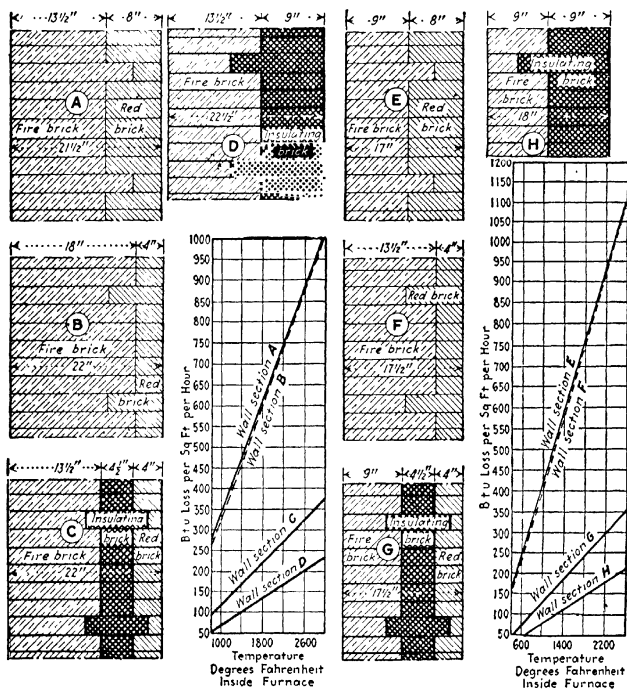 13½" 8"
A
Fire brick
Red
brick
21½"
13½" 9"
Fire brick
22½"
D
Insulating
brick
9" 8"
E
Fire brick
Red
brick
17"
9" 9"
Insulating
brick
Fire
brick
18"
H
18" 4"
B
Fire brick
22"
Red
brick
13½" 4½" 4"
C
Insulating
brick
Fire brick
Red
brick
22"
1000
950
900
850
800
750
700
650
600
550
500
450
400
350
300
250
200
150
100
50
Btu Loss per Sq Ft per Hour
Wall section A
Wall section B
Wall section C
Wall section D
1000 1800 2600
Temperature
Degrees Fahrenheit
Inside Furnace
13½" 4"
Red brick
F
Fire brick
17½"
9" 4½" 4"
Insulating
brick
Fire
brick
G
Red
brick
17½"
1200
1100
1050
1000
950
900
850
800
750
700
650
600
550
500
450
400
350
300
250
200
150
100
50
Btu Loss per Sq Ft per Hour
Wall section E
Wall section F
Wall section G
Wall section H
600 1400 2200
Temperature
Degrees Fahrenheit
Inside Furnace